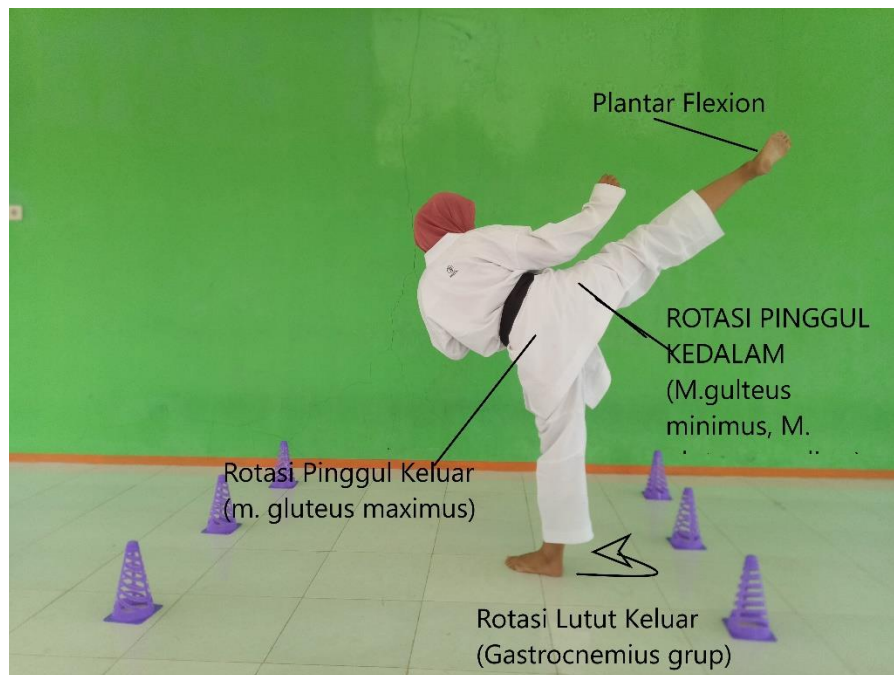 Plantar Flexion
ROTASI PINGGUL
KEDALAM
(M.gulteus
minimus, M.
Rotasi Pinggul Keluar
(m. gluteus maximus)
Rotasi Lutut Keluar
(Gastrocnemius grup)